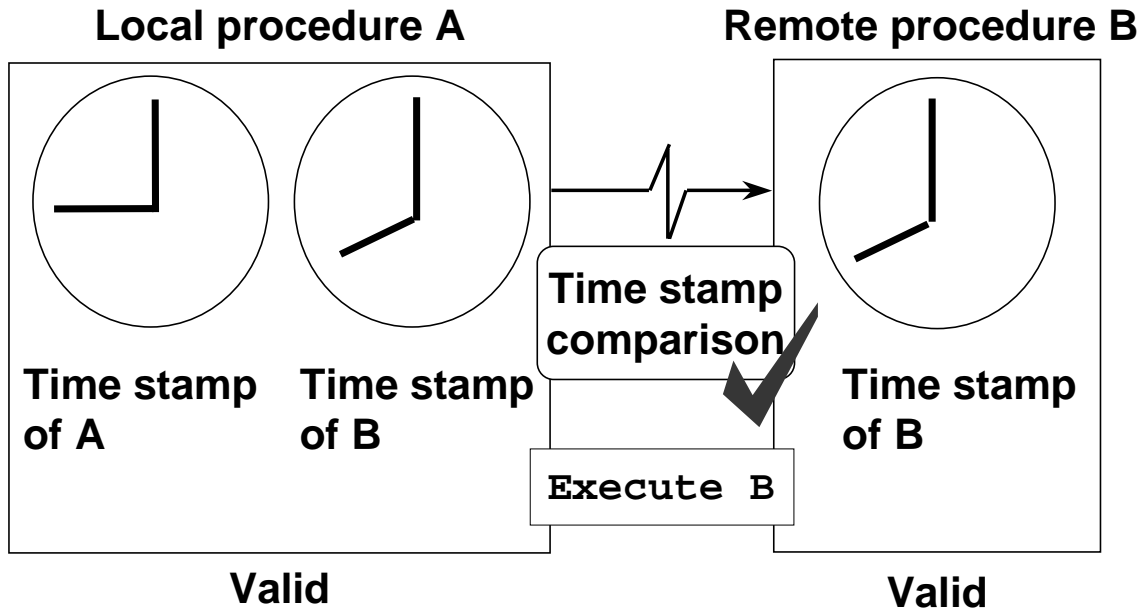 Local procedure A
Remote procedure B
Time stamp
comparison
Time stamp
of A
Time stamp
of B
Time stamp
of B
Execute B
Valid
Valid